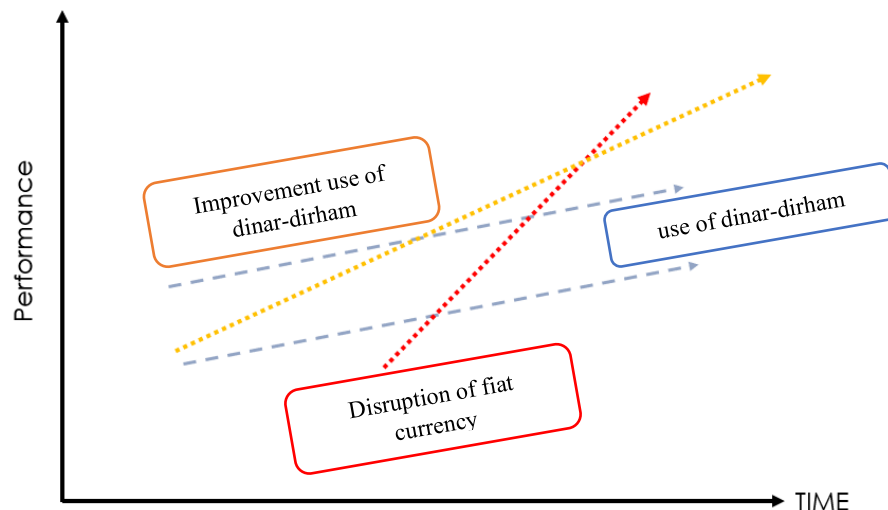 Performance
Improvement use of
dinar-dirham
use of dinar-dirham
Disruption of fiat
currency
TIME